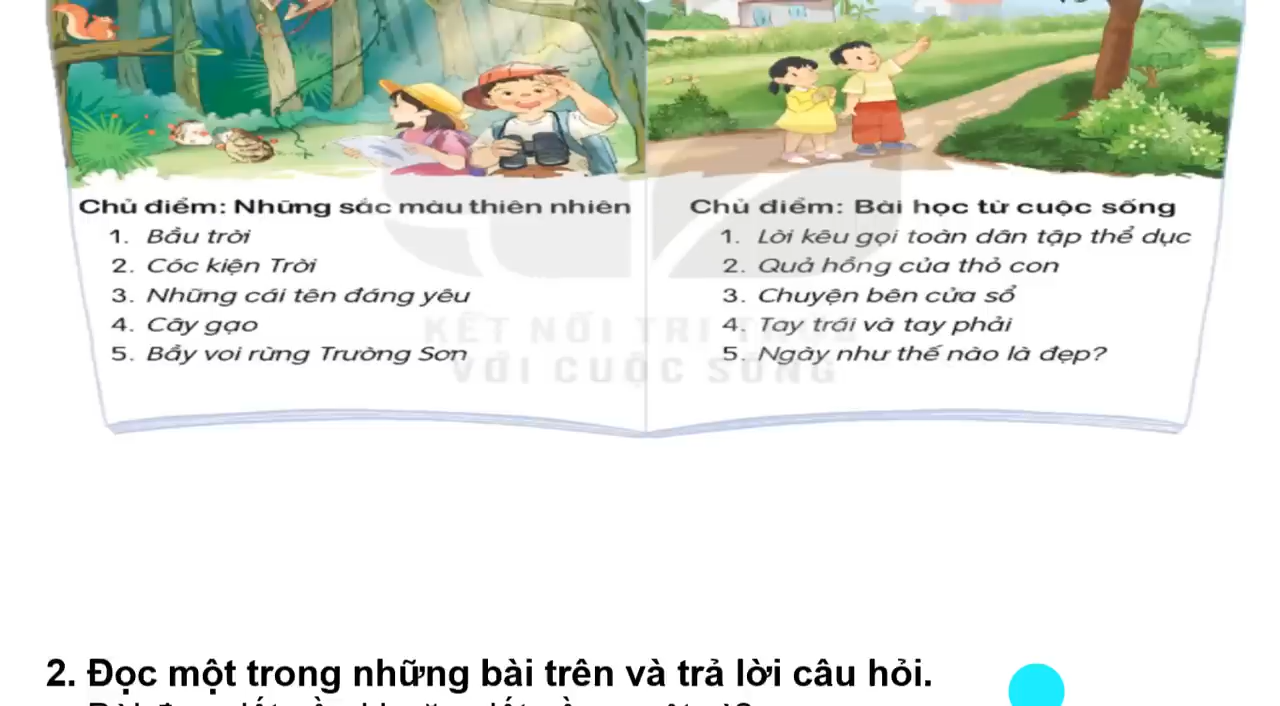 Chủ điểm: Những sắc màu thiên nhiên
1. Bầu trời
2. Cóc kiện Trời
3. Những cái tên đáng yêu
4. Cây gạo
5. Bầy voi rừng Trường Sơn
Chủ điểm: Bài học từ cuộc sống
1. Lời kêu gọi toàn dân tập thể dục
2. Quả hồng của thỏ con
3. Chuyện bên cửa sổ
4. Tay trái và tay phải
5. Ngày như thế nào là đẹp?
KẾT NỐI TRI THỨC
VỚI CUỘC SỐNG
2. Đọc một trong những bài trên và trả lời câu hỏi.